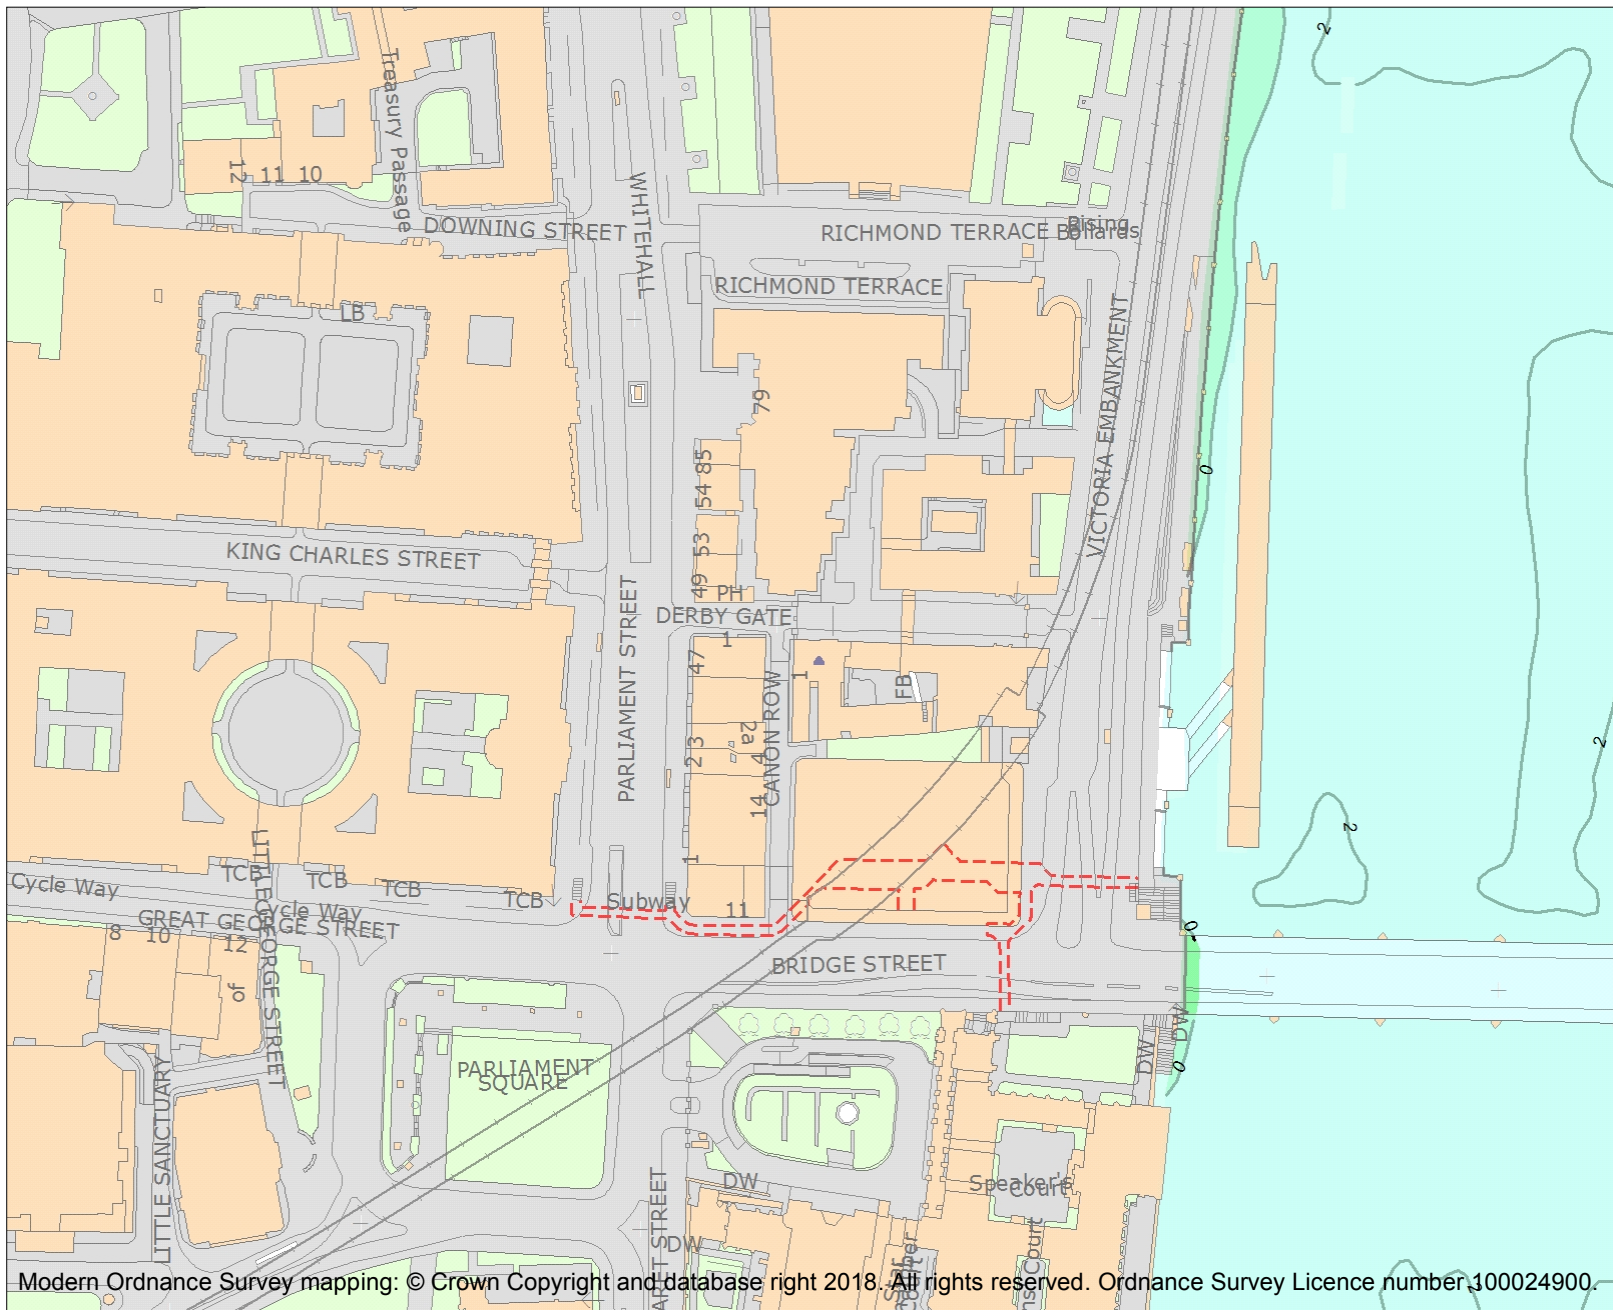 2
Treasury Passage
12
11
10
WHITEHALL
DOWNING STREET
RICHMOND TERRACE
Rising
Bollards
RICHMOND TERRACE
LB
VICTORIA EMBANKMENT
79
85
54
0
53
49
KING CHARLES STREET
PH
DERBY GATE
PARLIAMENT STREET
1
47
1
FB
CANON ROW
2a
3
2
4
14
2
2
1
LITTLE GEORGE STREET
TCB
TCB
TCB
TCB
Cycle Way
Cycle Way
Subway
11
GREAT GEORGE STREET
8
10
12
of
0
BRIDGE STREET
DW
DW
0
PARLIAMENT
SQUARE
LITTLE SANCTUARY
DW
Speaker's
Court
DW
Modern Ordnance Survey mapping: © Crown Copyright and database right 2018. All rights reserved. Ordnance Survey Licence number 100024900.